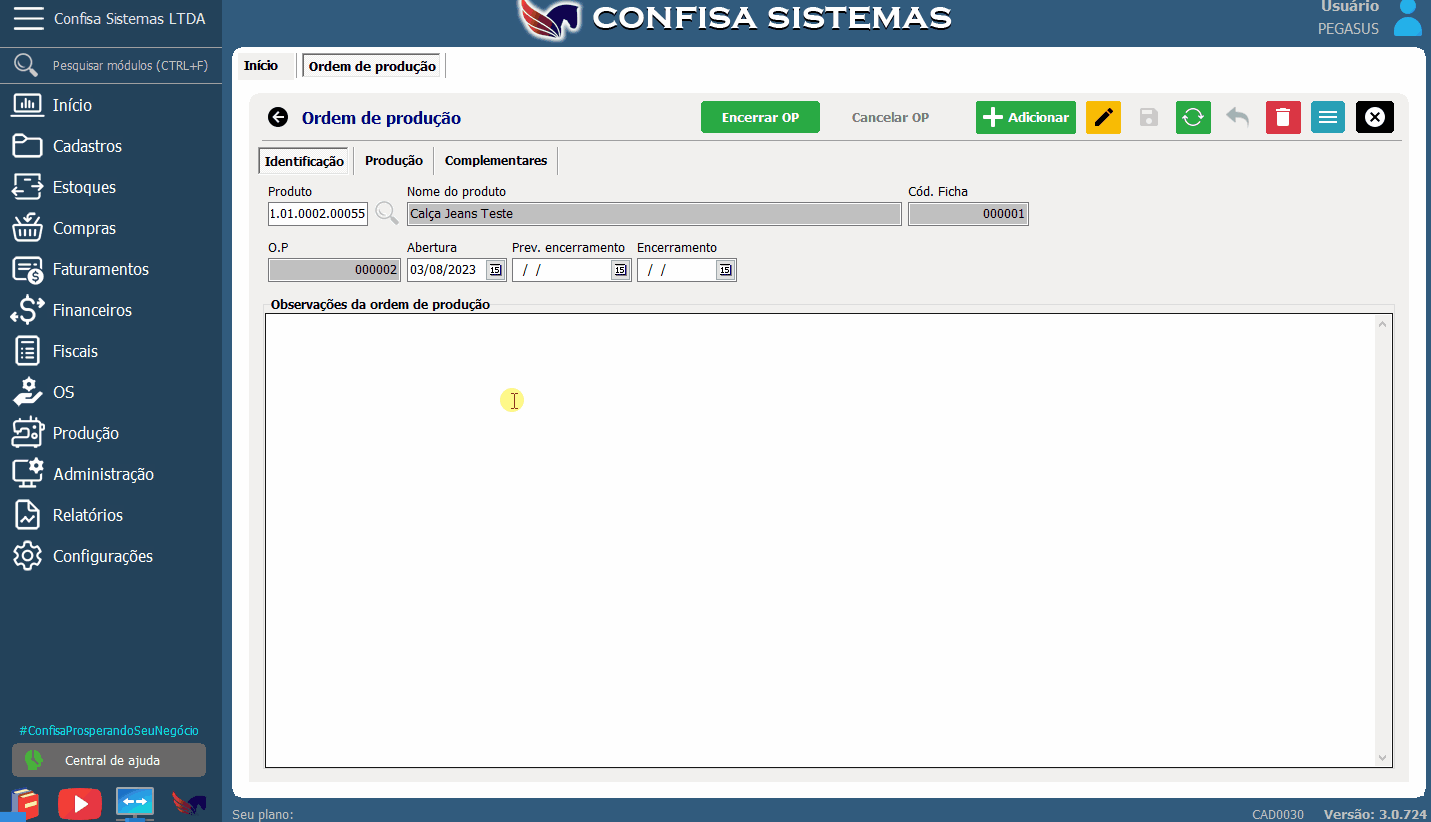 Confisa Sistemas LTDA
CONFISA SISTEMAS
Usuário
PEGASUS
Pesquisar módulos (CTRL+F)
Início
Cadastros
Estoques
Compras
Faturamentos
Financeiros
Fiscais
OS
Produção
Administração
Relatórios
Configurações
#ConfisaProsperandoSeuNegócio
Central de ajuda
Início
Ordem de produção
Ordem de produção
Encerrar OP
Cancelar OP
Adicionar
Identificação
Produção
Complementares
Produto
Nome do produto
Cód. Ficha
1.01.0002.00055
Calça Jeans Teste
000001
O.P
Abertura
Prev. encerramento
Encerramento
000002
03/08/2023
15
/ /
15
/ /
15
Observações da ordem de produção
Seu plano:
CAD0030
Versão: 3.0.724